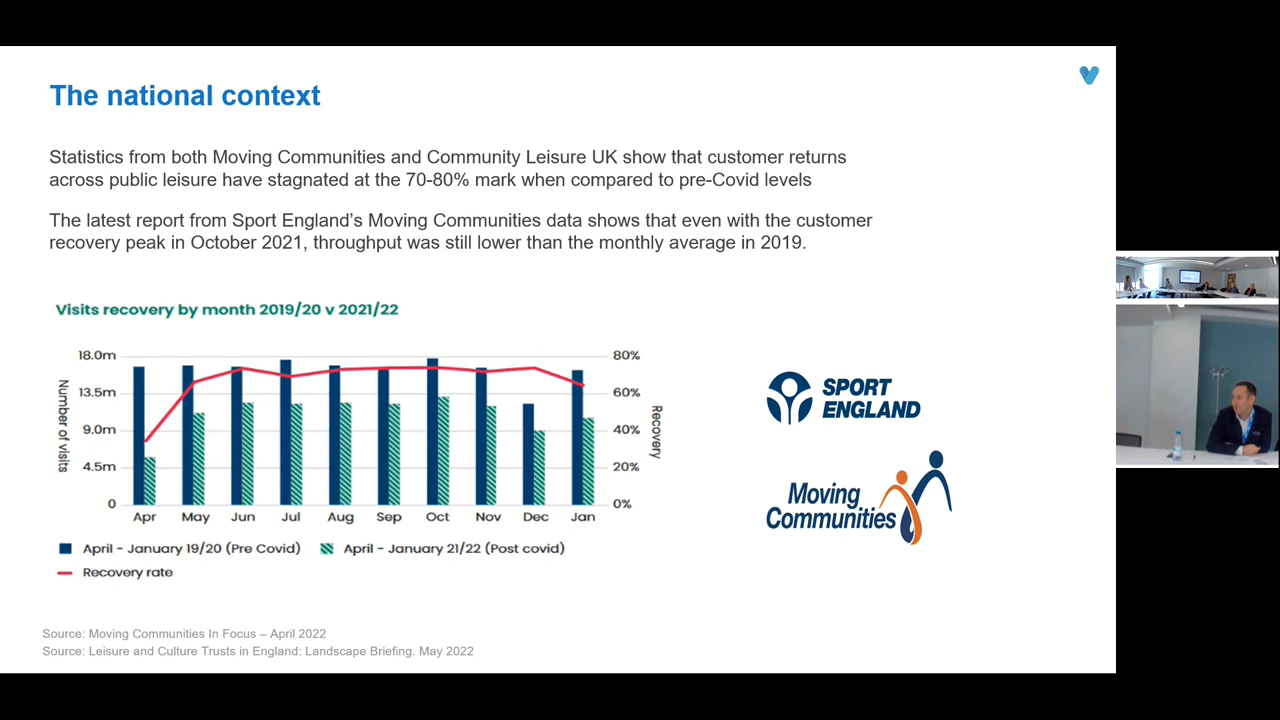 The national context
Statistics from both Moving Communities and Community Leisure UK show that customer returns
across public leisure have stagnated at the 70-80% mark when compared to pre-Covid levels
The latest report from Sport England's Moving Communities data shows that even with the customer
recovery peak in October 2021, throughput was still lower than the monthly average in 2019.
Visits recovery by month 2019/20 v 2021/22
Number of visits
18.0m
13.5m
9.0m
4.5m
0
80%
60%
40%
20%
0%
Recovery
Apr May Jun Jul Aug Sep Oct Nov Dec Jan
April - January 19/20 (Pre Covid) April - January 21/22 (Post covid)
Recovery rate
SPORT
ENGLAND
Moving
Communities
Source: Moving Communities In Focus – April 2022
Source: Leisure and Culture Trusts in England: Landscape Briefing. May 2022